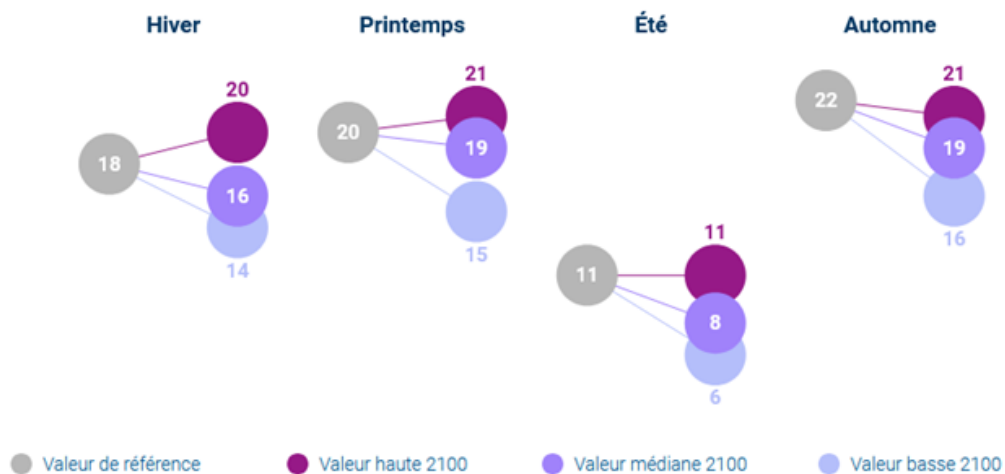 Hiver Printemps Été Automne
20 21 21
18 20 22
16 19 19
14 15 16
11
11
8
6
Valeur de référence Valeur haute 2100 Valeur médiane 2100 Valeur basse 2100